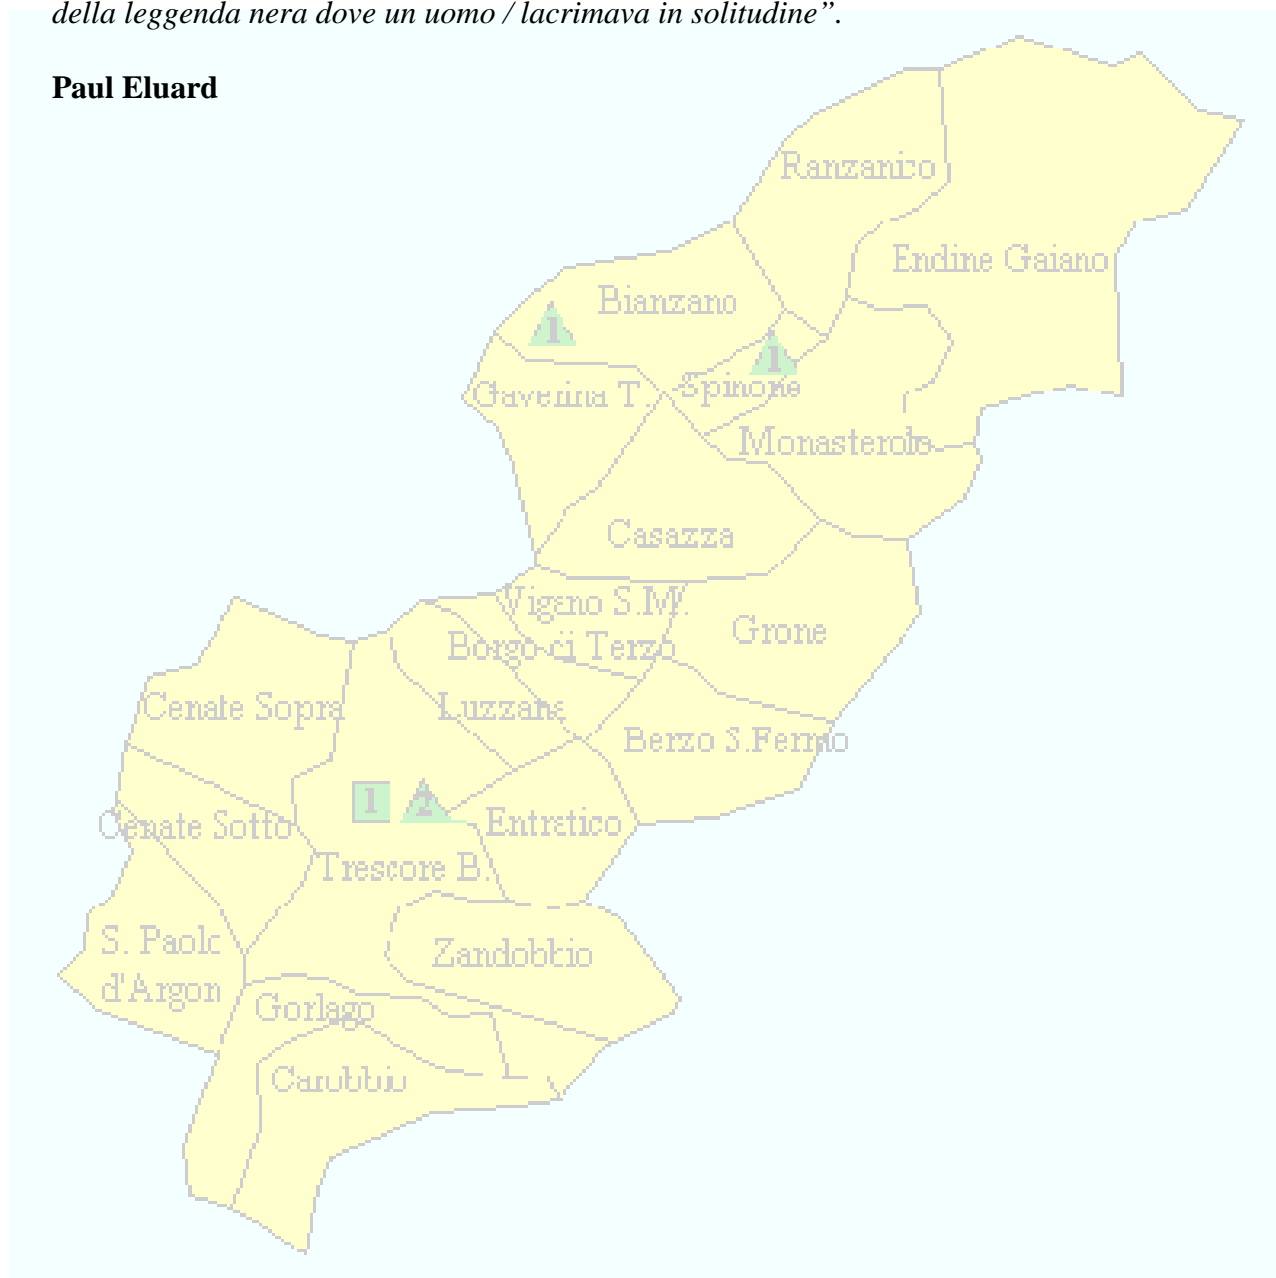 della leggenda nera dove un uomo / lacrimava in solitudine”.
Paul Eluard
Ranzanico
Endine Gaiano
Bianzano
1
1
Gaverina T.
Spinone
Monasterolo
Casazza
Vigano S.M.
Grone
Borgo di Terzo
Cenate Sopra
Luzzana
Berzo S.Fermo
1
2
Cenate Sotto
Entratico
Trescore B.
S. Paolo
d'Argon
Zandobbio
Gorlago
Carobbio